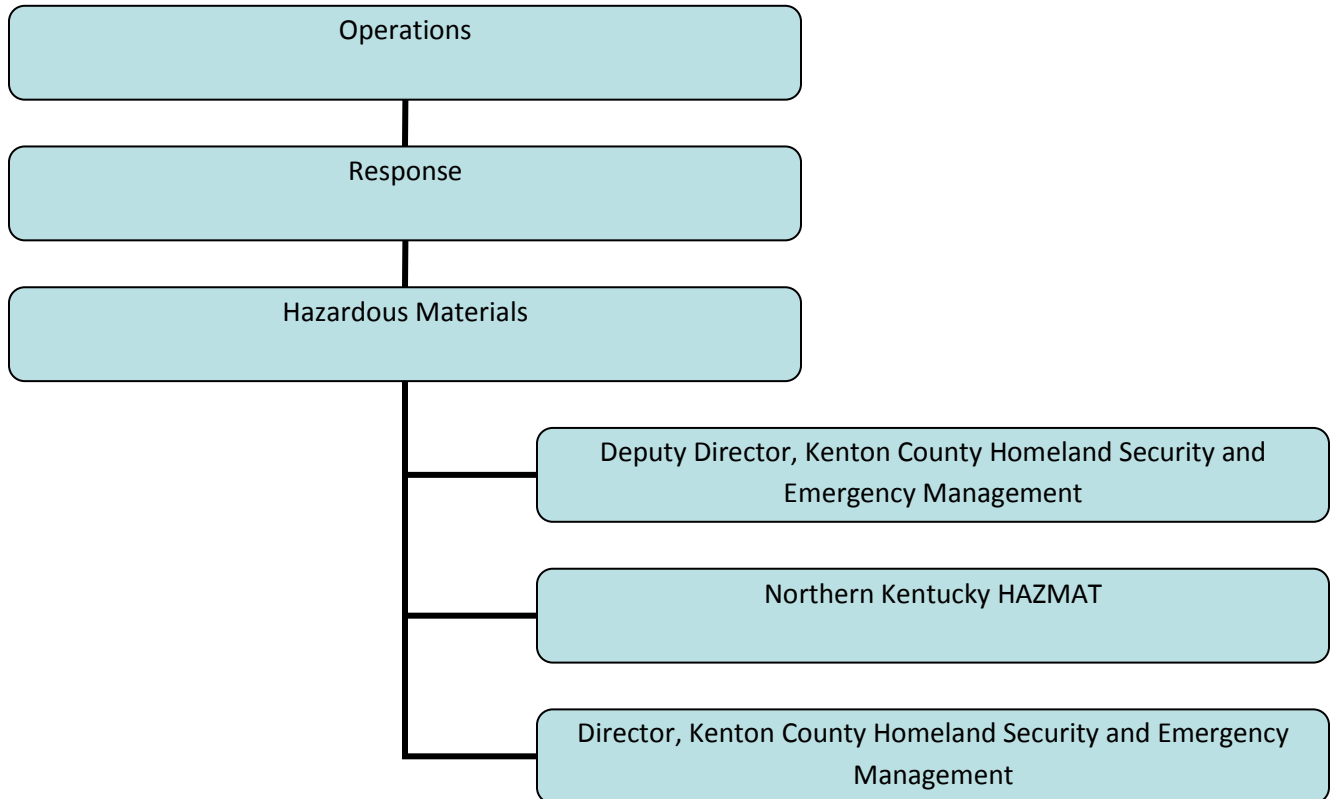 Operations
Response
Hazardous Materials
Deputy Director, Kenton County Homeland Security and
Emergency Management
Northern Kentucky HAZMAT
Director, Kenton County Homeland Security and Emergency
Management